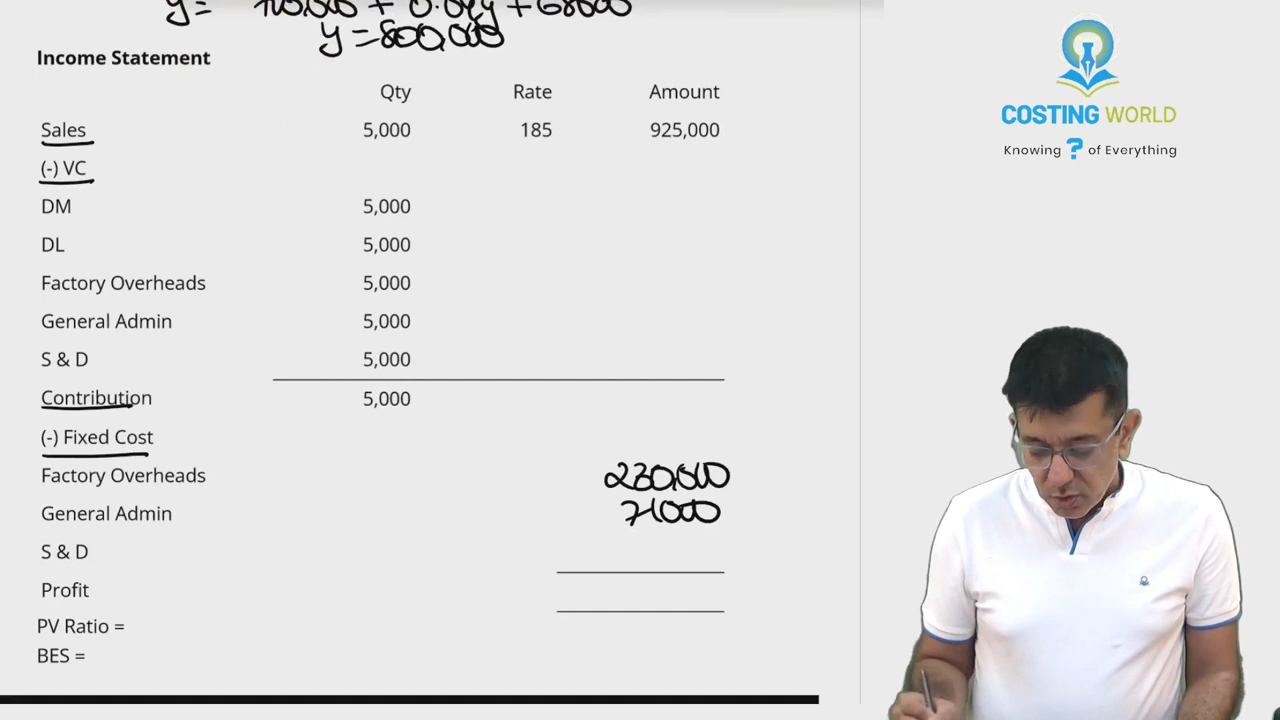 y =
y = 800,000
Income Statement
Qty Rate Amount
Sales 5,000 185 925,000
(-) VC
DM 5,000
DL 5,000
Factory Overheads 5,000
General Admin 5,000
S & D 5,000
Contribution 5,000
(-) Fixed Cost
Factory Overheads 230,000
General Admin 71000
S & D
Profit
PV Ratio =
BES =
COSTING WORLD
Knowing ? of Everything